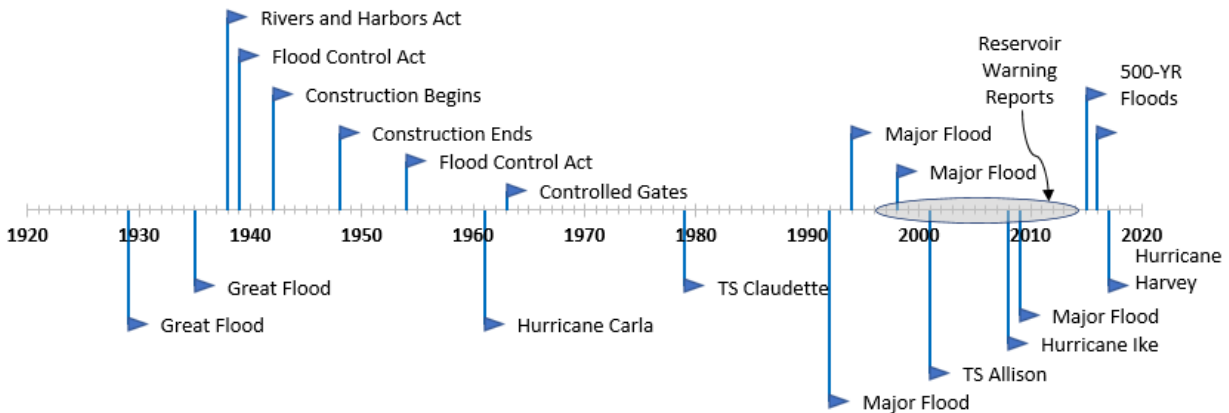 Rivers and Harbors Act
Flood Control Act
Construction Begins
Construction Ends
Flood Control Act
Controlled Gates
Major Flood
Major Flood
Reservoir
Warning
Reports
500-YR
Floods
1920 1930 1940 1950 1960 1970 1980 1990 2000 2010 2020
Great Flood
Great Flood
Hurricane Carla
TS Claudette
Major Flood
TS Allison
Hurricane Ike
Major Flood
Hurricane
Harvey